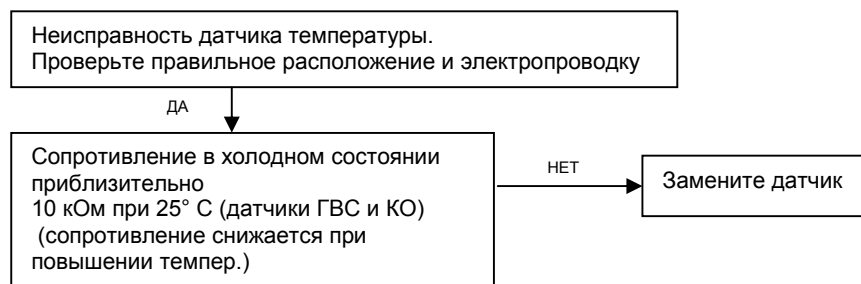 Неисправность датчика температуры.
Проверьте правильное расположение и электропроводку
ДА
Сопротивление в холодном состоянии
приблизительно
10 кОм при 25° С (датчики ГВС и КО)
(сопротивление снижается при
повышении темпер.)
НЕТ
Замените датчик